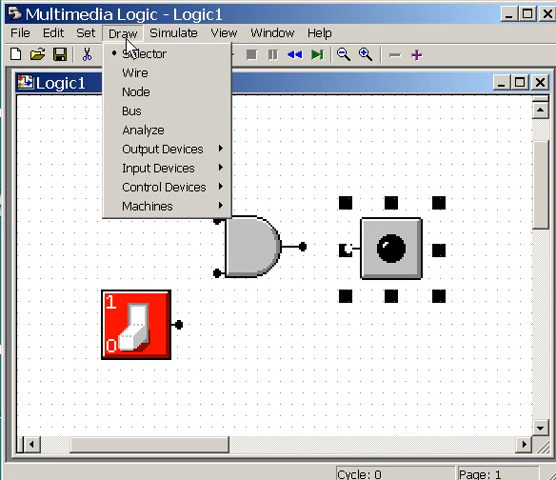 Multimedia Logic - Logic1
File Edit Set Draw Simulate View Window Help
Logic1
Selector
Wire
Node
Bus
Analyze
Output Devices
Input Devices
Control Devices
Machines
1
0
Cycle: 0 Page: 1